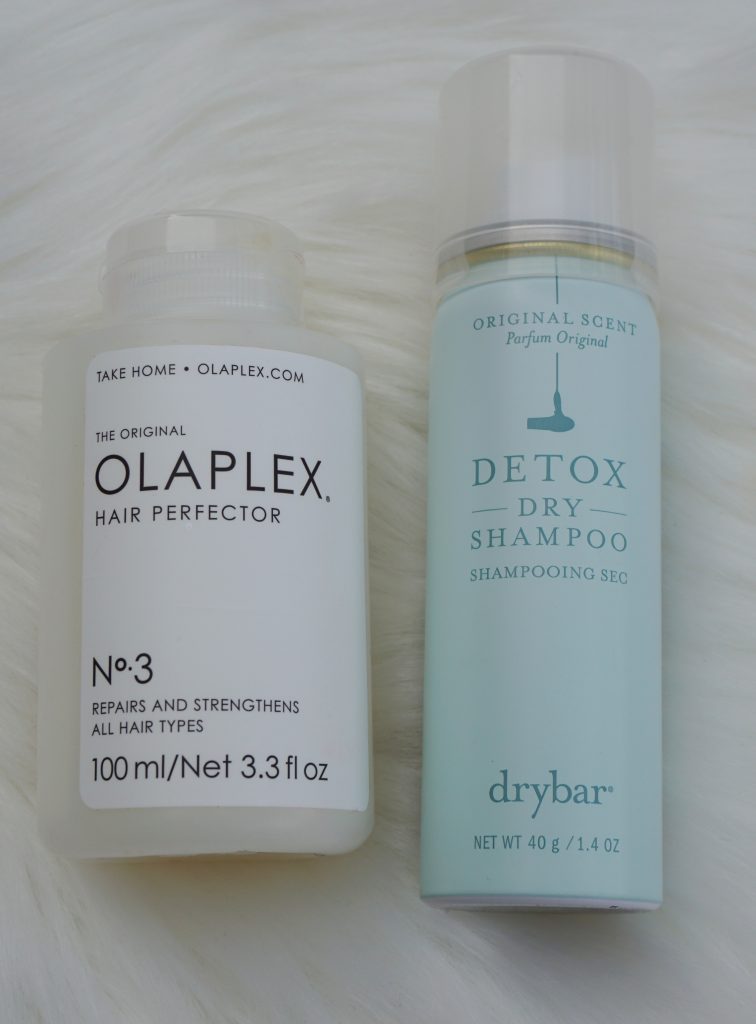 TAKE HOME • OLAPLEX.COM
THE ORIGINAL
OLAPLEX®
HAIR PERFECTOR
Nº.3
REPAIRS AND STRENGTHENS
ALL HAIR TYPES
100 ml/Net 3.3 fl oz
ORIGINAL SCENT
Parfum Original
DETOX
DRY
SHAMPOO
SHAMPOOING SEC
drybar®
NET WT 40 g / 1.4 OZ